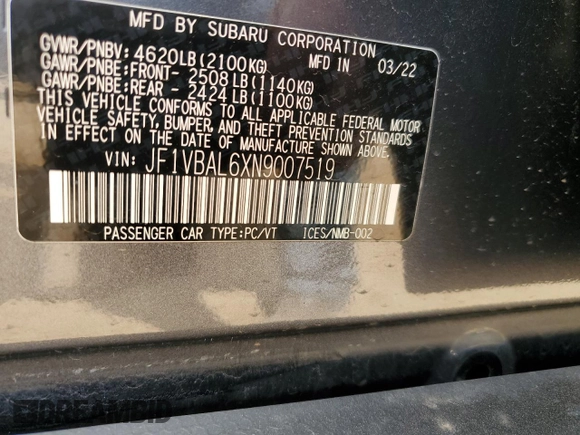 MFD BY SUBARU CORPORATION
GVWR/PNBV: 4620LB(2100KG) MFD IN 03/22
GAWR/PNBE:FRONT- 2508LB(1140KG)
GAWR/PNBE:REAR - 2424LB(1100KG)
THIS VEHICLE CONFORMS TO ALL APPLICABLE FEDERAL MOTOR
VEHICLE SAFETY, BUMPER, AND THEFT PREVENTION STANDARDS
IN EFFECT ON THE DATE OF MANUFACTURE SHOWN ABOVE.
VIN: JF1VBAL6XN9007519
PASSENGER CAR TYPE:PC/VT ICES/NMB-002
DREAMBID